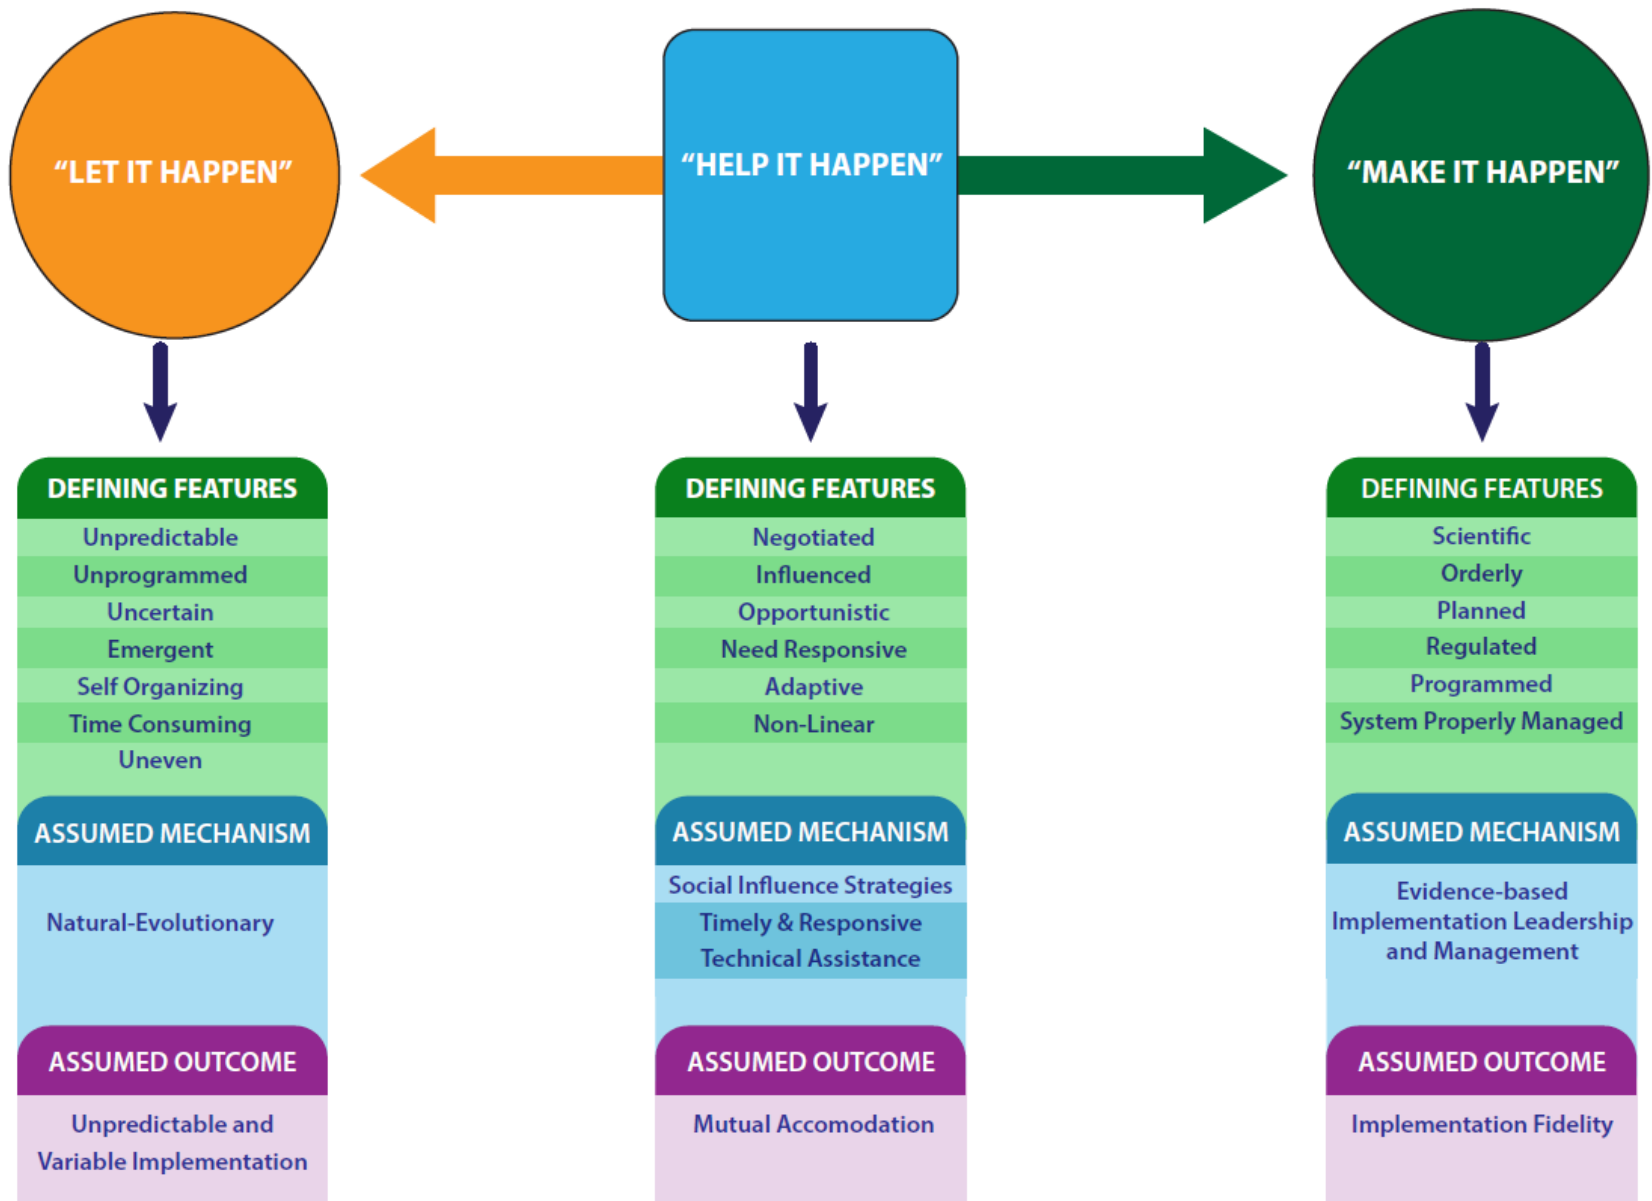 “LET IT HAPPEN”
“HELP IT HAPPEN”
“MAKE IT HAPPEN”
DEFINING FEATURES
Unpredictable
Unprogrammed
Uncertain
Emergent
Self Organizing
Time Consuming
Uneven
ASSUMED MECHANISM
Natural-Evolutionary
ASSUMED OUTCOME
Unpredictable and
Variable Implementation
DEFINING FEATURES
Negotiated
Influenced
Opportunistic
Need Responsive
Adaptive
Non-Linear
ASSUMED MECHANISM
Social Influence Strategies
Timely & Responsive
Technical Assistance
ASSUMED OUTCOME
Mutual Accomodation
DEFINING FEATURES
Scientific
Orderly
Planned
Regulated
Programmed
System Properly Managed
ASSUMED MECHANISM
Evidence-based
Implementation Leadership
and Management
ASSUMED OUTCOME
Implementation Fidelity